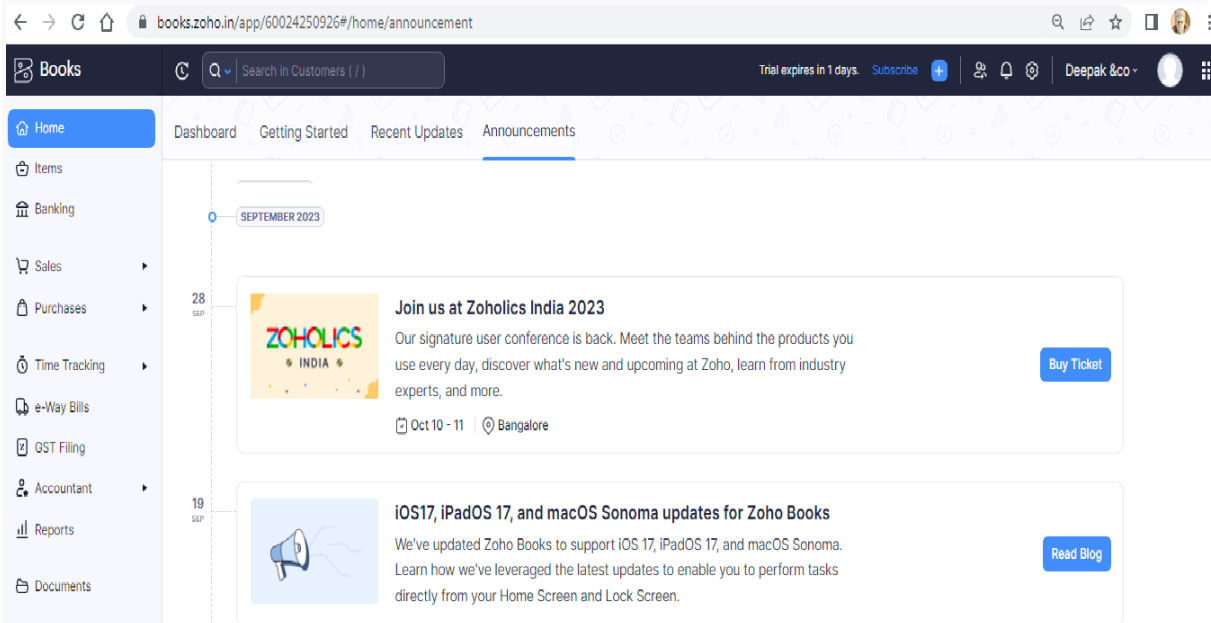 books.zoho.in/app/60024250926#/home/announcement
Books
Search in Customers ( / )
Trial expires in 1 days. Subscribe
Deepak &co
Home
Items
Banking
Sales
Purchases
Time Tracking
e-Way Bills
GST Filing
Accountant
Reports
Documents
Dashboard Getting Started Recent Updates Announcements
SEPTEMBER 2023
28
SEP
ZOHOLICS
INDIA
Join us at Zoholics India 2023
Our signature user conference is back. Meet the teams behind the products you
use every day, discover what's new and upcoming at Zoho, learn from industry
experts, and more.
Oct 10 - 11 Bangalore
Buy Ticket
19
SEP
iOS17, iPadOS 17, and macOS Sonoma updates for Zoho Books
We've updated Zoho Books to support iOS 17, iPadOS 17, and macOS Sonoma.
Learn how we've leveraged the latest updates to enable you to perform tasks
directly from your Home Screen and Lock Screen.
Read Blog